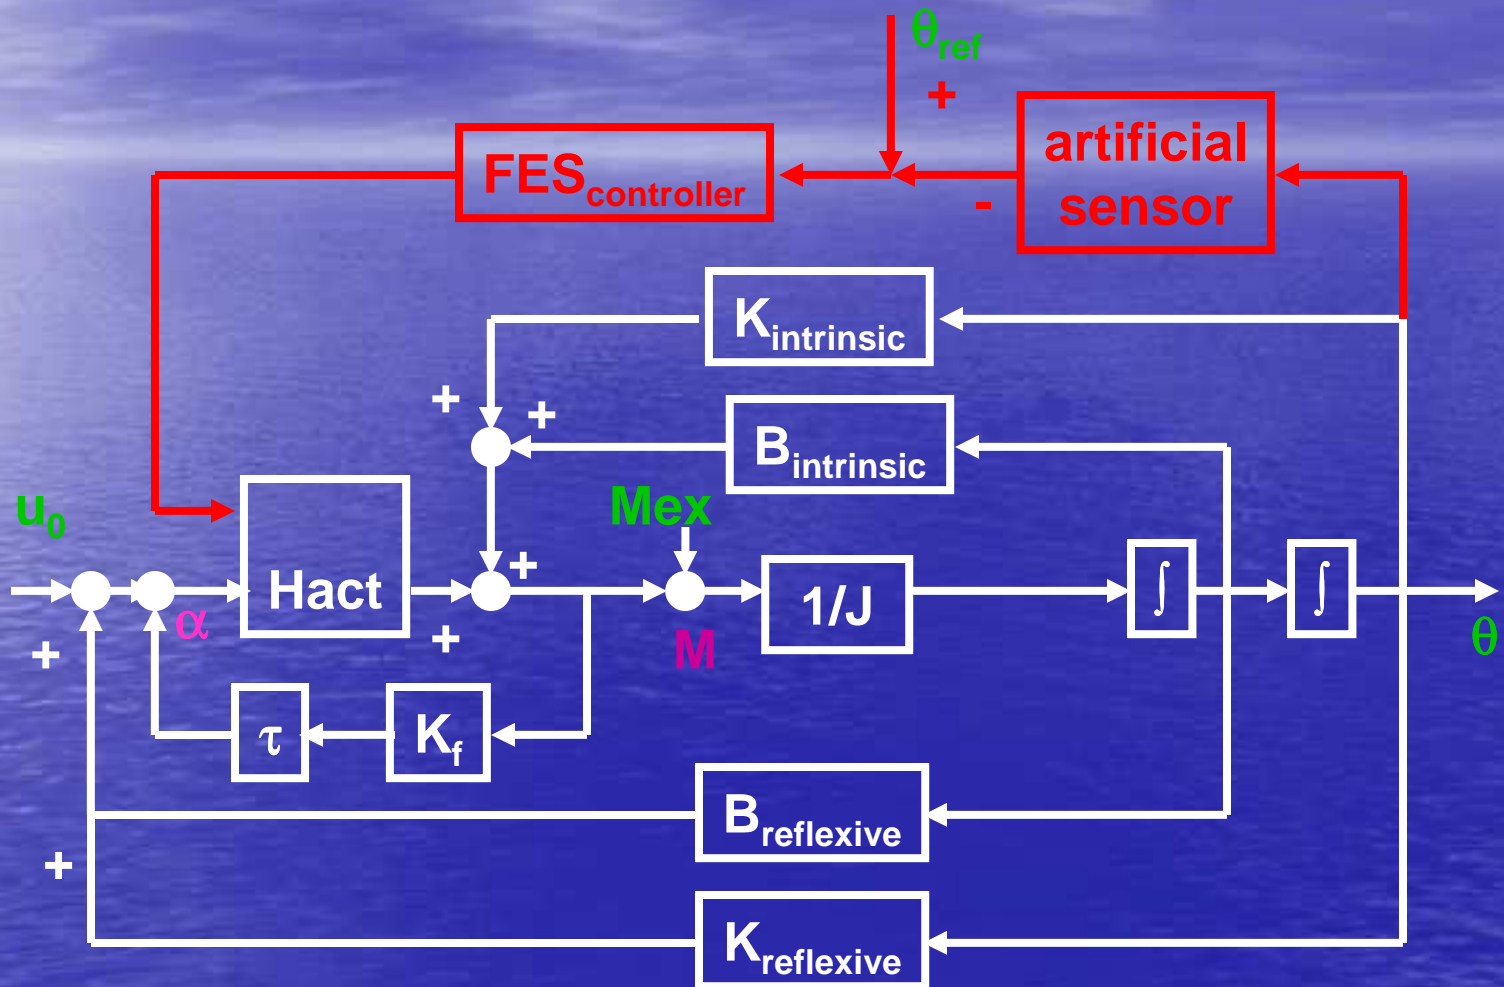 θref
+
artificial
sensor
FEScontroller
-
Kintrinsic
+
+
Bintrinsic
u0
Mex
+
Hact
1/J
∫
∫
α
+
M
θ
+
τ
Kf
Breflexive
+
Kreflexive